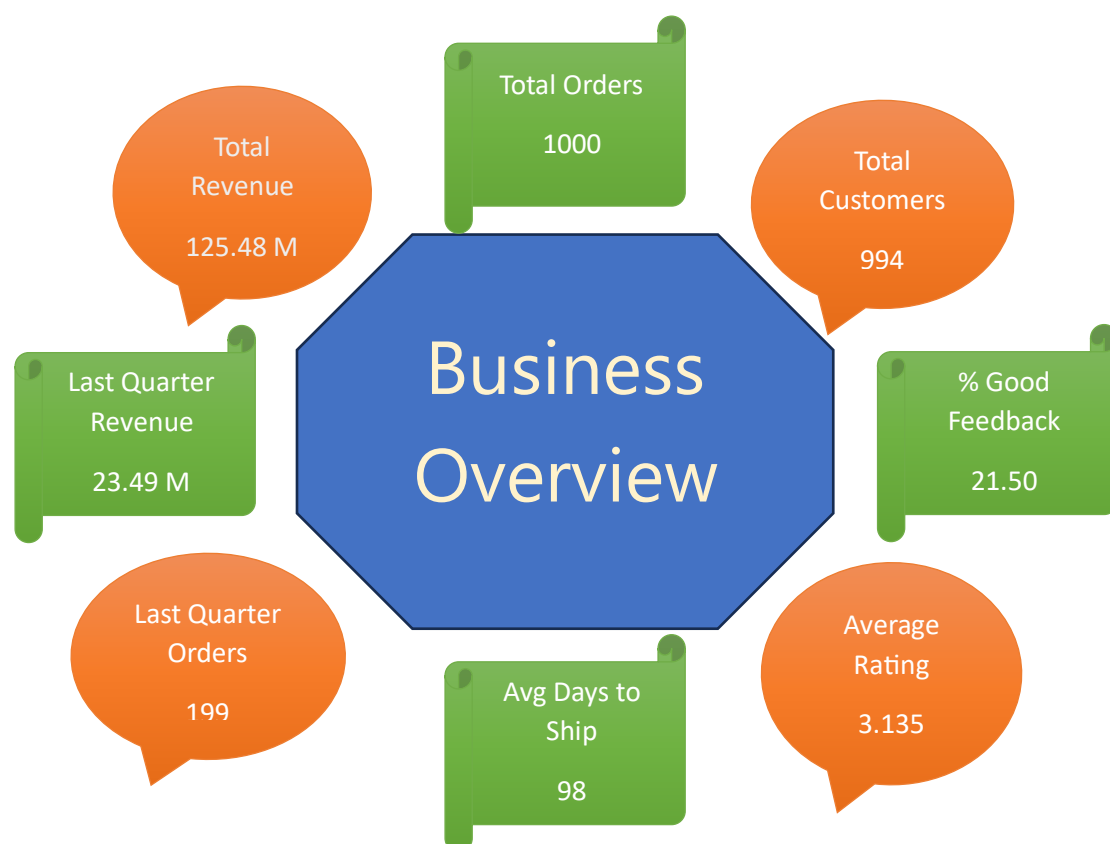 Total Orders
1000
Total
Revenue
125.48 M
Total
Customers
994
Business
Overview
Last Quarter
Revenue
23.49 M
% Good
Feedback
21.50
Last Quarter
Orders
199
Avg Days to
Ship
98
Average
Rating
3.135